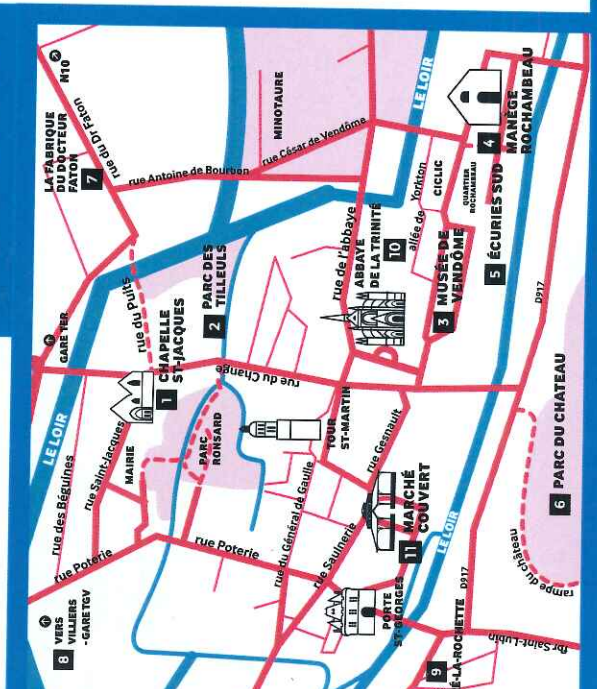 N10
LA FABRIQUE
DU DOCTEUR
FATON
7
rue du Dr Faton
rue Antoine de Bourbon
MINOTAURE
rue César de Vendôme
LE LOIR
4
MANÈGE
ROCHAMBEAU
GARE TER
rue du Puits
2
PARC DES
TILLEULS
rue de l'abbaye
ABBAYE
DE LA TRINITÉ
10
allée de Yorkton
CICLIC
QUARTIER
ROCHAMBEAU
3
MUSÉE DE
VENDÔME
5
ÉCURIES SUD
D917
LE LOIR
1
CHAPELLE
ST-JACQUES
rue du Change
rue des Béguines
rue Saint-Jacques
MAIRIE
PARC
RONSARD
TOUR
ST-MARTIN
rue Gesnault
6
PARC DU CHATEAU
rue Poterie
rue Poterie
rue du Général de Gaulle
rue Saulnerie
11
MARCHÉ
COUVERT
LE LOIR
D917
rampe du château
8
VERS
VILLIERS
-GARE TGV
PORTE
ST-GEORGES
9
É-LA-ROCHETTE
fbr Saint-Lubin